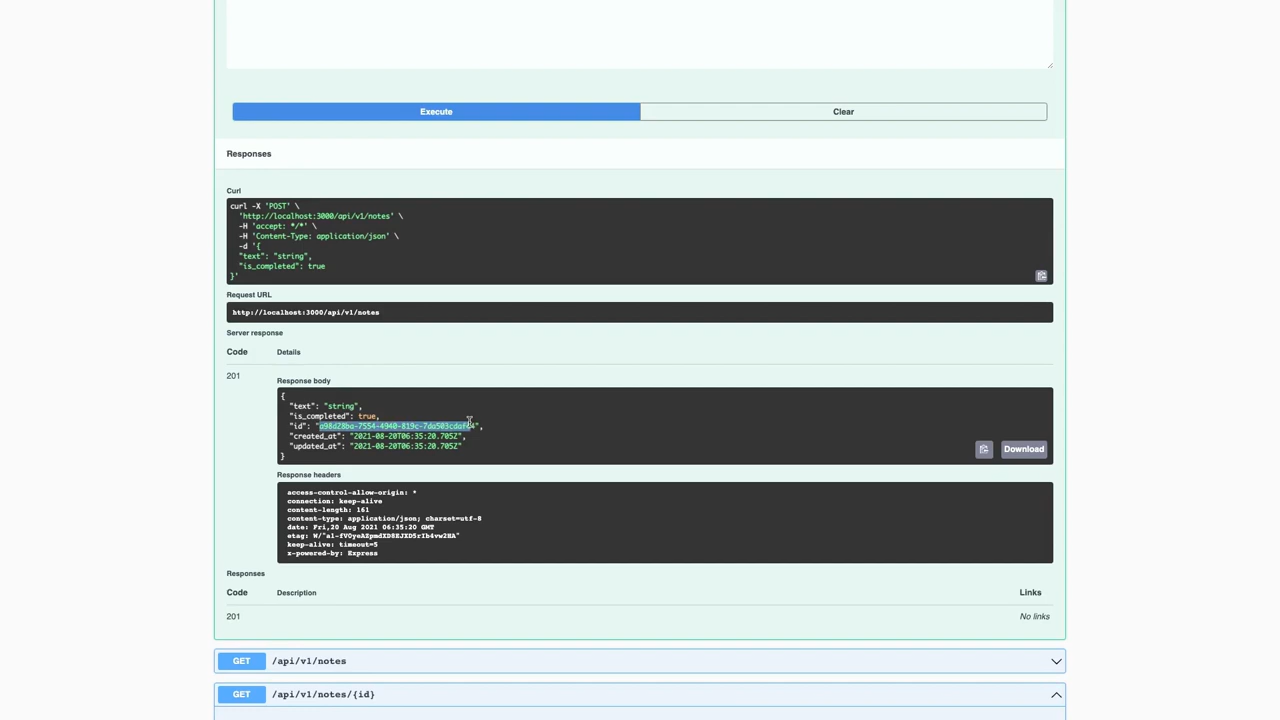 Execute
Clear
Responses
Curl
curl -X 'POST' \
'http://localhost:3000/api/v1/notes' \
-H 'accept: */*' \
-H 'Content-Type: application/json' \
-d '{
"text": "string",
"is_completed": true
}'
Request URL
http://localhost:3000/api/v1/notes
Server response
Code
Details
201
Response body
{
"text": "string",
"is_completed": true,
"id":
"created_at": "2021-08-20T06:35:20.705Z",
"updated_at": "2021-08-20T06:35:20.705Z"
}
Download
Response headers
access-control-allow-origin: *
connection: keep-alive
content-length: 161
content-type: application/json; charset=utf-8
date: Fri,20 Aug 2021 06:35:20 GMT
etag:
keep-alive: timeout=5
x-powered-by: Express
Responses
Code
Description
Links
201
No links
GET
/api/v1/notes
GET
/api/v1/notes/{id}